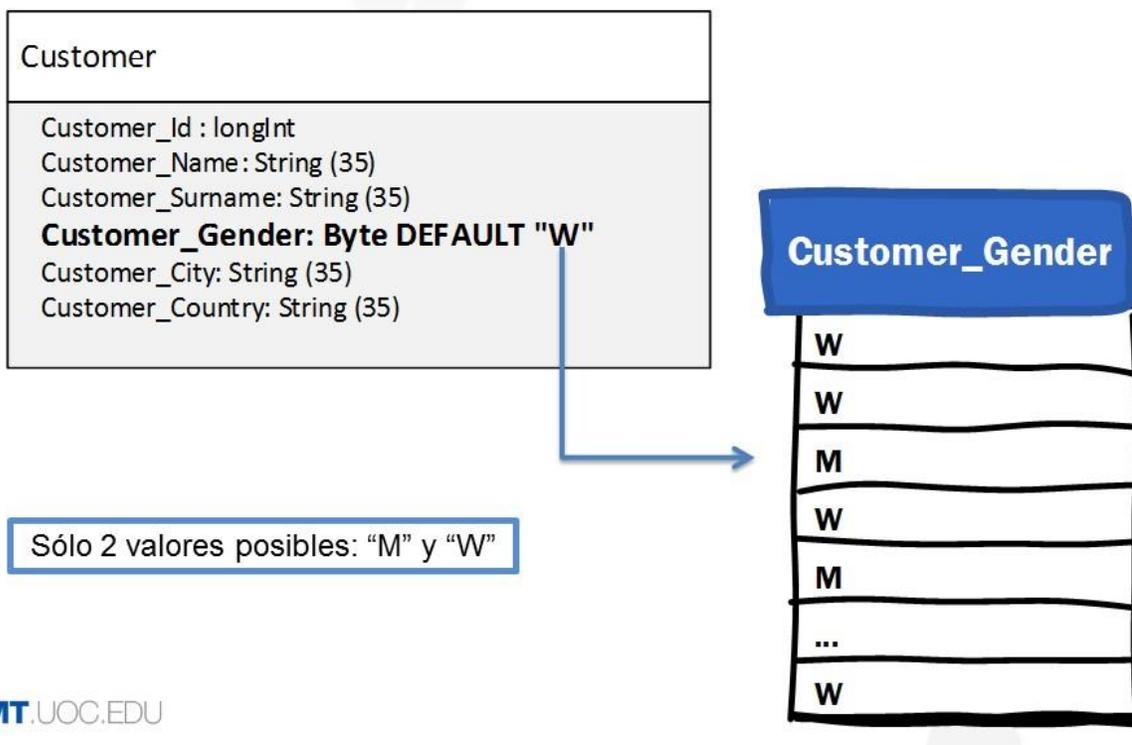 Customer
Customer_Id : longInt
Customer_Name: String (35)
Customer_Surname: String (35)
Customer_Gender: Byte DEFAULT "W"
Customer_City: String (35)
Customer_Country: String (35)
Customer_Gender
W
W
M
W
M
...
W
Sólo 2 valores posibles: “M” y “W”
MT.UOC.EDU